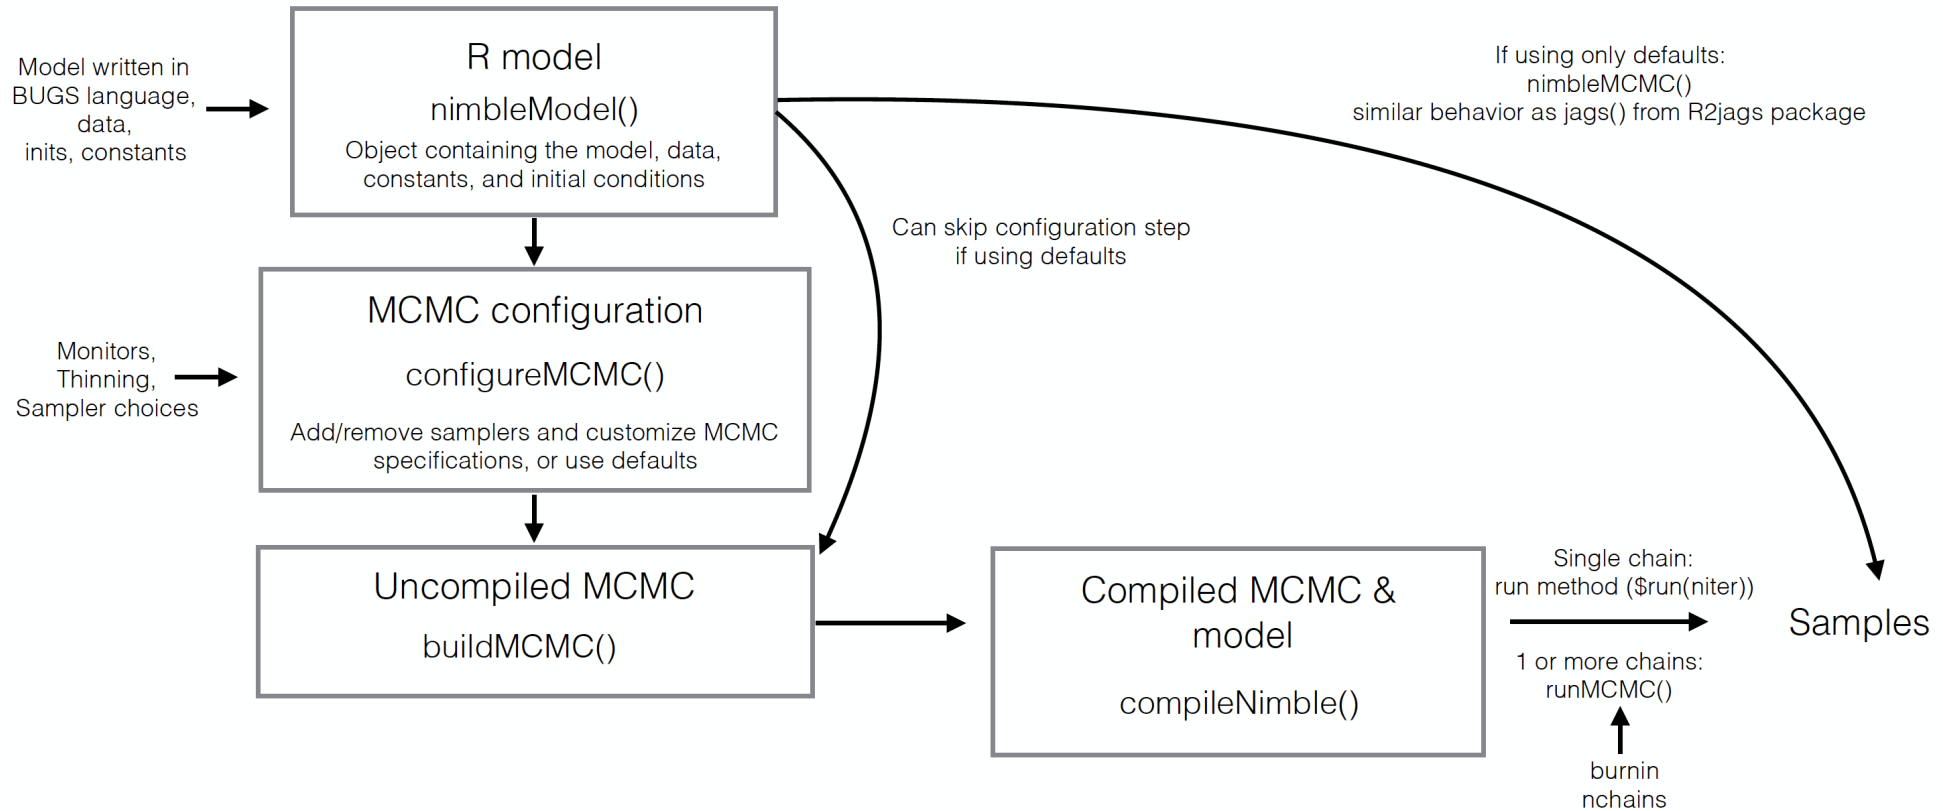 Model written in
BUGS language,
data,
inits, constants
R model
nimbleModel()
Object containing the model, data,
constants, and initial conditions
If using only defaults:
nimbleMCMC()
similar behavior as jags() from R2jags package
Can skip configuration step
if using defaults
Monitors,
Thinning,
Sampler choices
MCMC configuration
configureMCMC()
Add/remove samplers and customize MCMC
specifications, or use defaults
Uncompiled MCMC
buildMCMC()
Compiled MCMC &
model
compileNimble()
Single chain:
run method ($run(niter))
1 or more chains:
runMCMC()
burnin
nchains
Samples